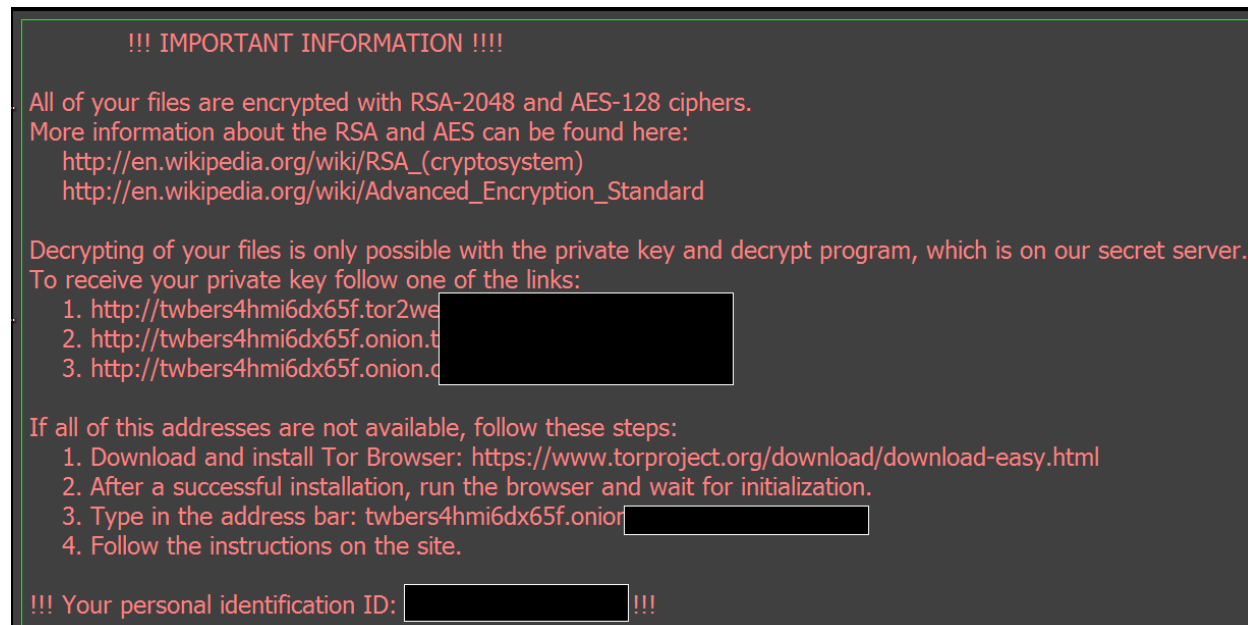 !!! IMPORTANT INFORMATION !!!!
All of your files are encrypted with RSA-2048 and AES-128 ciphers.
More information about the RSA and AES can be found here:
http://en.wikipedia.org/wiki/RSA_(cryptosystem)
http://en.wikipedia.org/wiki/Advanced_Encryption_Standard
Decrypting of your files is only possible with the private key and decrypt program, which is on our secret server.
To receive your private key follow one of the links:
1. http://twbers4hmi6dx65f.tor2we
2. http://twbers4hmi6dx65f.onion.t
3. http://twbers4hmi6dx65f.onion.c
If all of this addresses are not available, follow these steps:
1. Download and install Tor Browser: https://www.torproject.org/download/download-easy.html
2. After a successful installation, run the browser and wait for initialization.
3. Type in the address bar: twbers4hmi6dx65f.onion
4. Follow the instructions on the site.
!!! Your personal identification ID: !!!